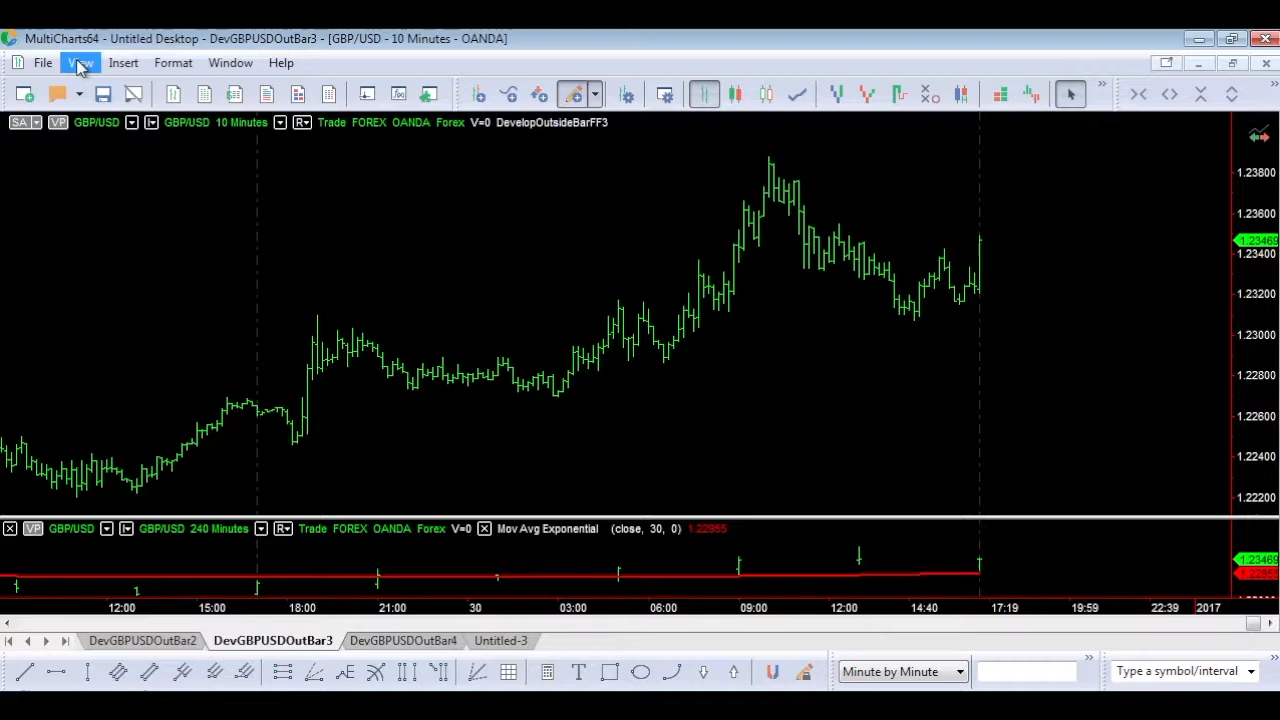 MultiCharts64 - Untitled Desktop - DevGBPUSDOutBar3 - [GBP/USD - 10 Minutes - OANDA]
File View Insert Format Window Help
SA VP GBP/USD GBP/USD 10 Minutes R Trade FOREX OANDA Forex V=0 DevelopOutsideBarFF3
1.23800
1.23600
1.23469
1.23400
1.23200
1.23000
1.22800
1.22600
1.22400
1.22200
VP GBP/USD GBP/USD 240 Minutes R Trade FOREX OANDA Forex V=0 Mov Avg Exponential (close, 30, 0) 1.22955
1.23469
12:00 15:00 18:00 21:00 30 03:00 06:00 09:00 12:00 14:40 17:19 19:59 22:39 2017
DevGBPUSDOutBar2 DevGBPUSDOutBar3 DevGBPUSDOutBar4 Untitled-3
Minute by Minute Type a symbol/interval